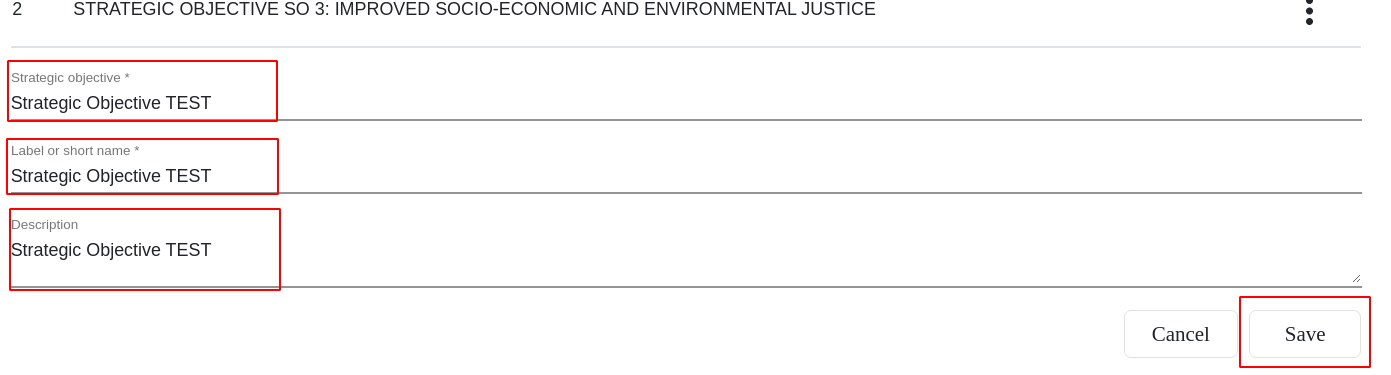 2 STRATEGIC OBJECTIVE SO 3: IMPROVED SOCIO-ECONOMIC AND ENVIRONMENTAL JUSTICE
Strategic objective *
Strategic Objective TEST
Label or short name *
Strategic Objective TEST
Description
Strategic Objective TEST
Cancel Save